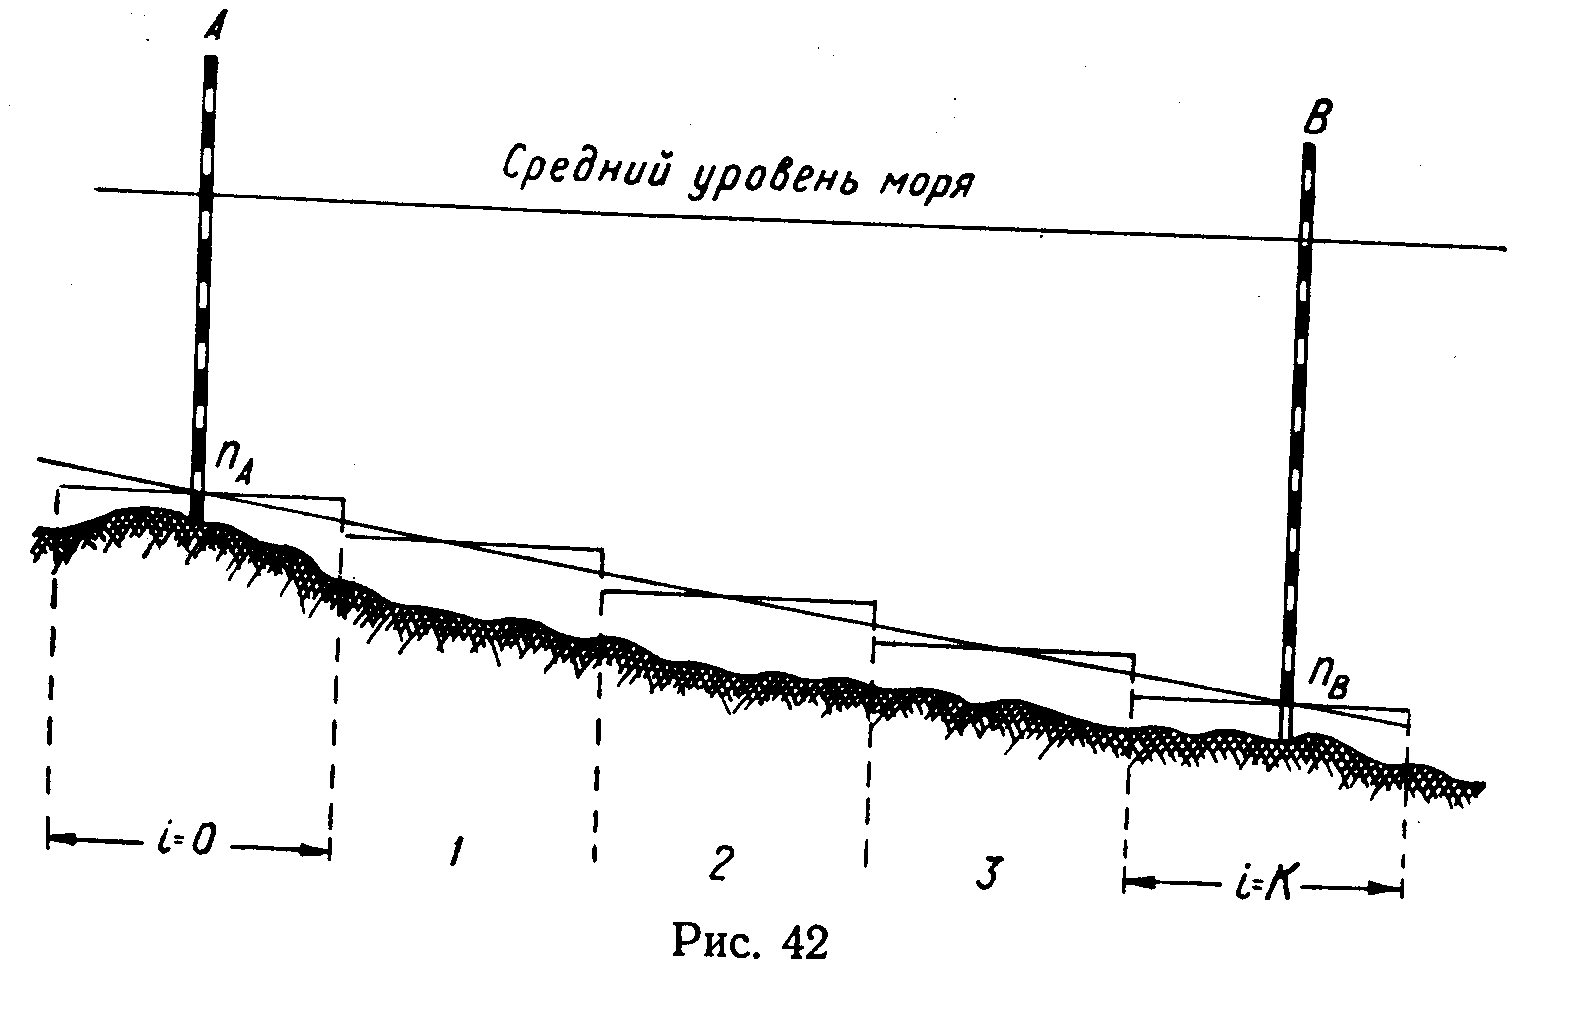 A
B
Средний уровень моря
n_A
n_B
i=0
1
2
3
i=K
Рис. 42